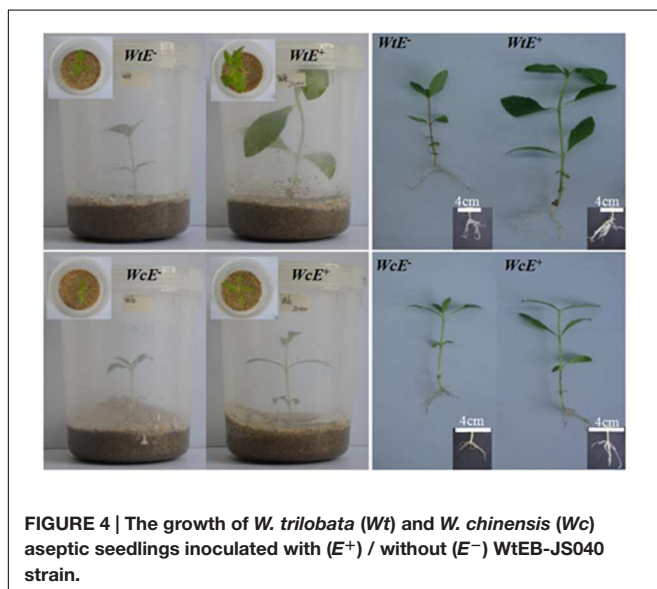 WtE⁻
WtE⁺
WtE⁻
WtE⁺
4cm
4cm
WcE⁻
WcE⁺
WcE⁻
WcE⁺
4cm
4cm
FIGURE 4 | The growth of W. trilobata (Wt) and W. chinensis (Wc)
aseptic seedlings inoculated with (E⁺) / without (E⁻) WtEB-JS040
strain.